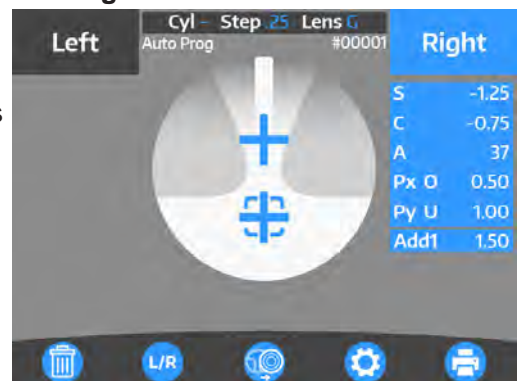 Left
Cyl - Step .25 Lens G
Auto Prog #00001
Right
S -1.25
C -0.75
A 37
Px O 0.50
Py U 1.00
Add1 1.50
L/R